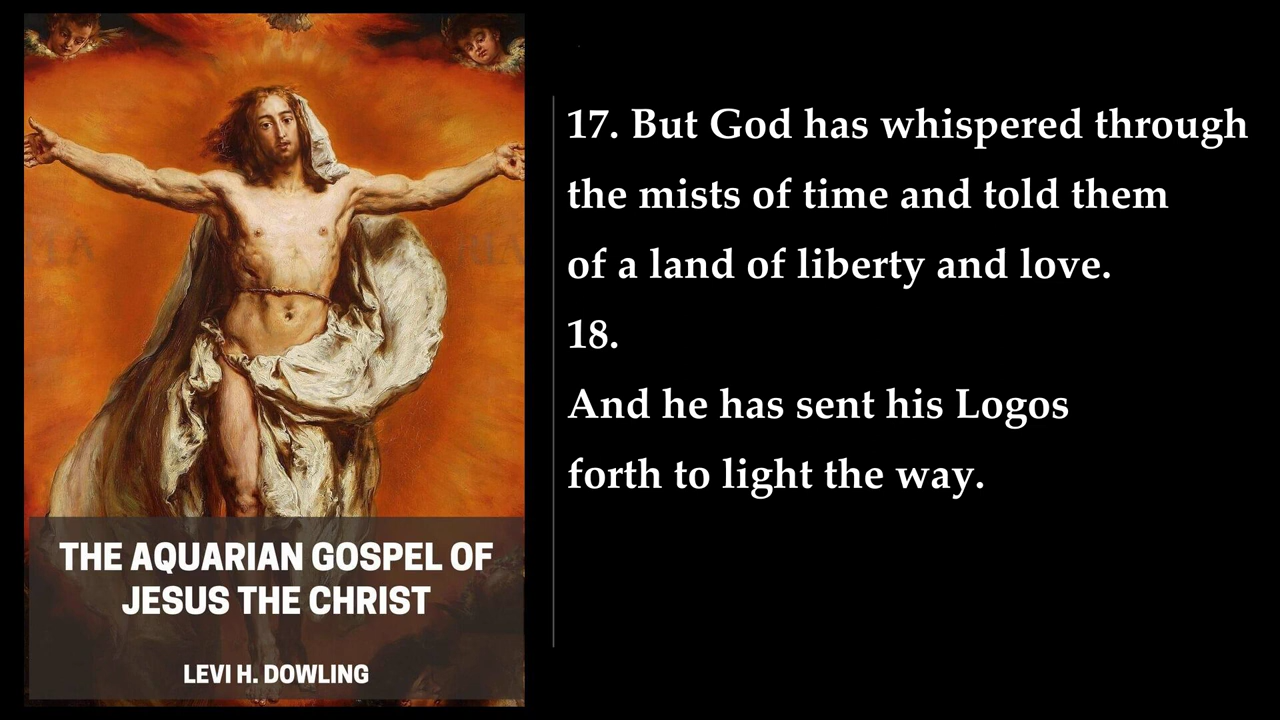 THE AQUARIAN GOSPEL OF
JESUS THE CHRIST
LEVI H. DOWLING
17. But God has whispered through
the mists of time and told them
of a land of liberty and love.
18.
And he has sent his Logos
forth to light the way.